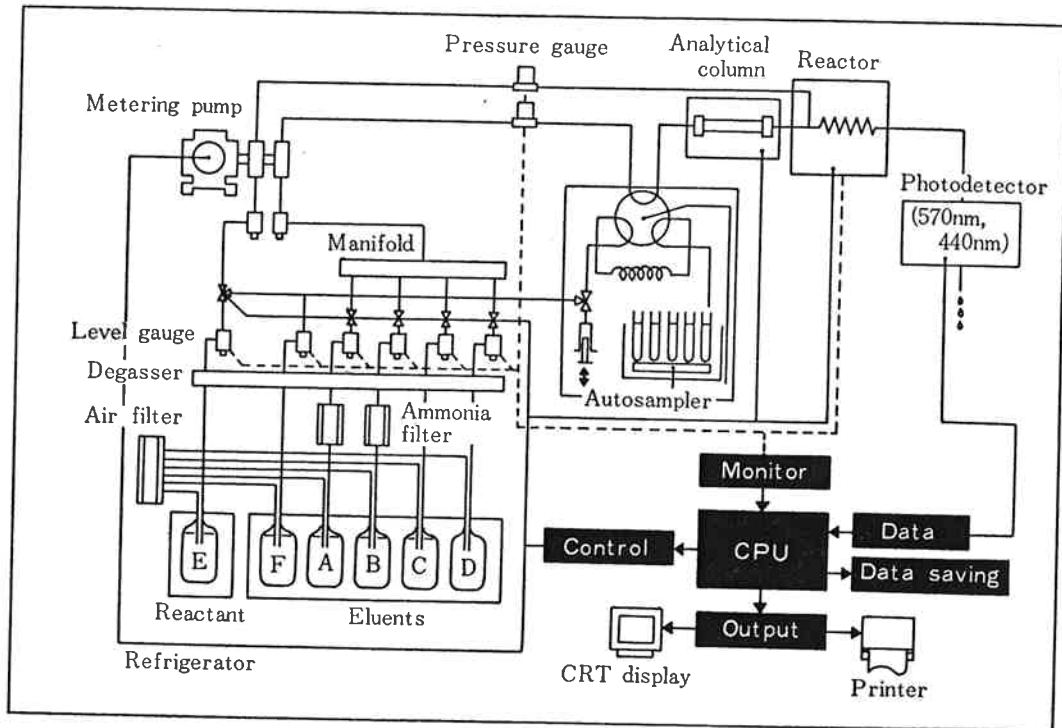 Pressure gauge
Analytical
column
Reactor
Metering pump
Photodetector
(570nm,
440nm)
Manifold
Level gauge
Degasser
Air filter
Ammonia
filter
Autosampler
Monitor
E
F
A
B
C
D
Control
CPU
Data
Data saving
Reactant
Eluents
Output
Refrigerator
CRT display
Printer